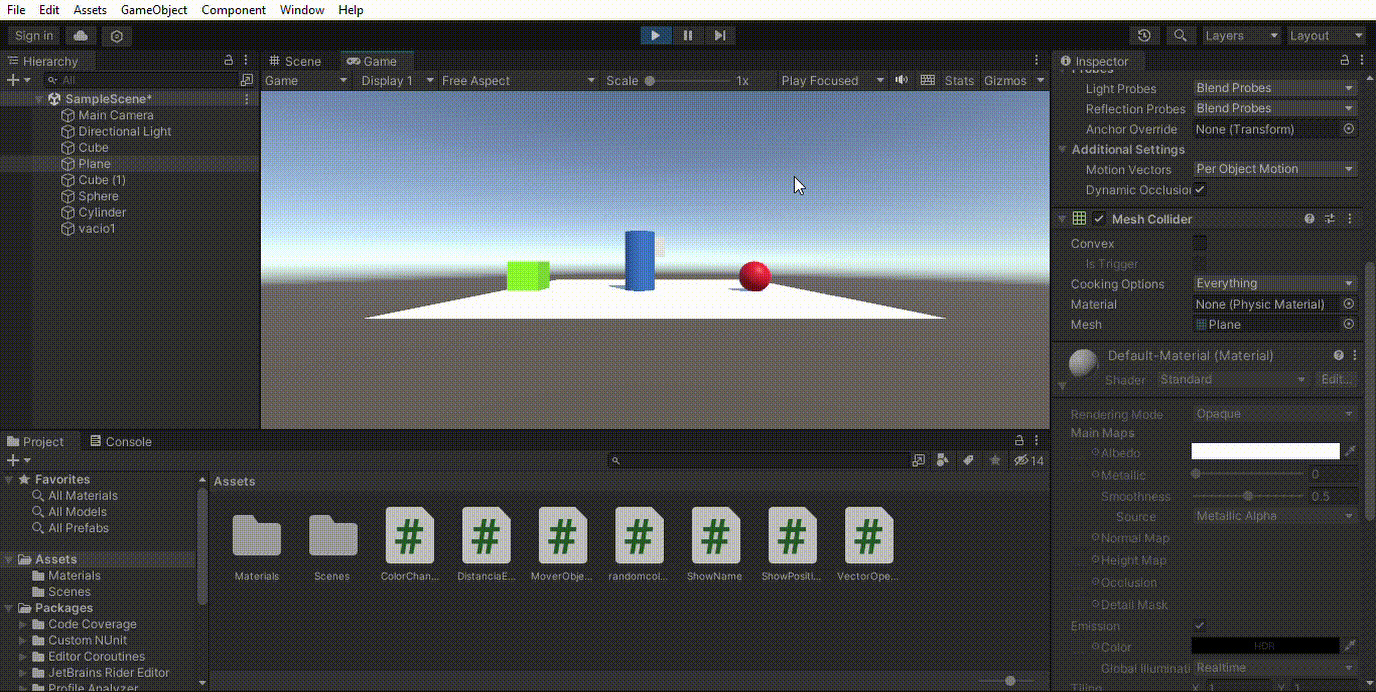 File Edit Assets GameObject Component Window Help
Sign in
Layers Layout
Hierarchy
All
SampleScene*
Main Camera
Directional Light
Cube
Plane
Cube (1)
Sphere
Cylinder
vacio1
Scene Game
Game Display 1 Free Aspect Scale 1x Play Focused Stats Gizmos
Inspector
Probes
Light Probes Blend Probes
Reflection Probes Blend Probes
Anchor Override None (Transform)
Additional Settings
Motion Vectors Per Object Motion
Dynamic Occlusio
Mesh Collider
Convex
Is Trigger
Cooking Options Everything
Material None (Physic Material)
Mesh Plane
Default-Material (Material)
Shader Standard Edit...
Rendering Mode Opaque
Main Maps
Albedo
Metallic 0
Smoothness 0.5
Source Metallic Alpha
Normal Map
Height Map
Occlusion
Detail Mask
Emission
Color HDR
Global Illuminati Realtime
Tiling X 1 Y 1
Project Console
14
Favorites
All Materials
All Models
All Prefabs
Assets
Materials
Scenes
Packages
Code Coverage
Custom NUnit
Editor Coroutines
JetBrains Rider Editor
Profile Analyzer
Assets
Materials Scenes ColorChan... DistanciaE... MoverObje... randomcol... ShowName ShowPositi... VectorOpe...